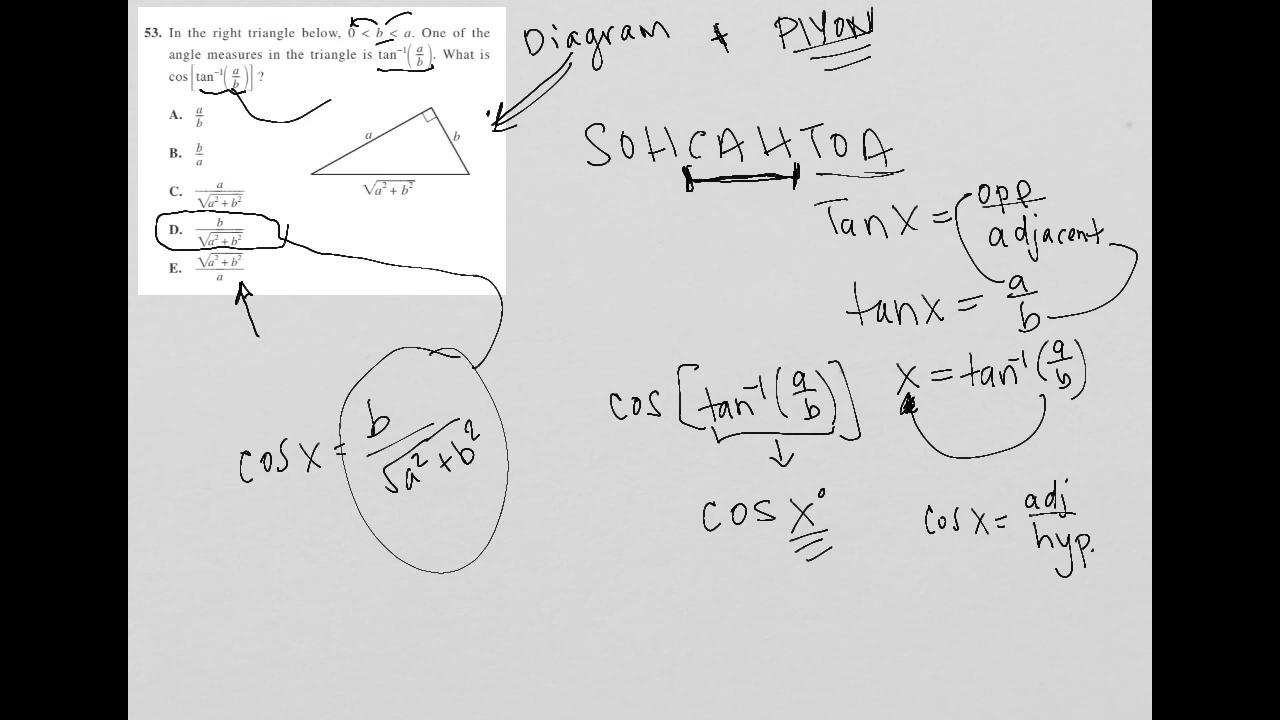 53. In the right triangle below, 0 < b < a. One of the
angle measures in the triangle is tan⁻¹(a/b). What is
cos[tan⁻¹(a/b)] ?
A. a/b
B. b/a
C. a/√(a² + b²)
D. b/√(a² + b²)
E. √(a² + b²)/a
a
b
√(a² + b²)
Diagram + PIYON
SOHCAHTOA
Tan X = opp/adjacent
tan X = a/b
X = tan⁻¹(a/b)
cos [tan⁻¹(a/b)]
cos X°
cos X = adj/hyp.
cos X = b/√a² + b²